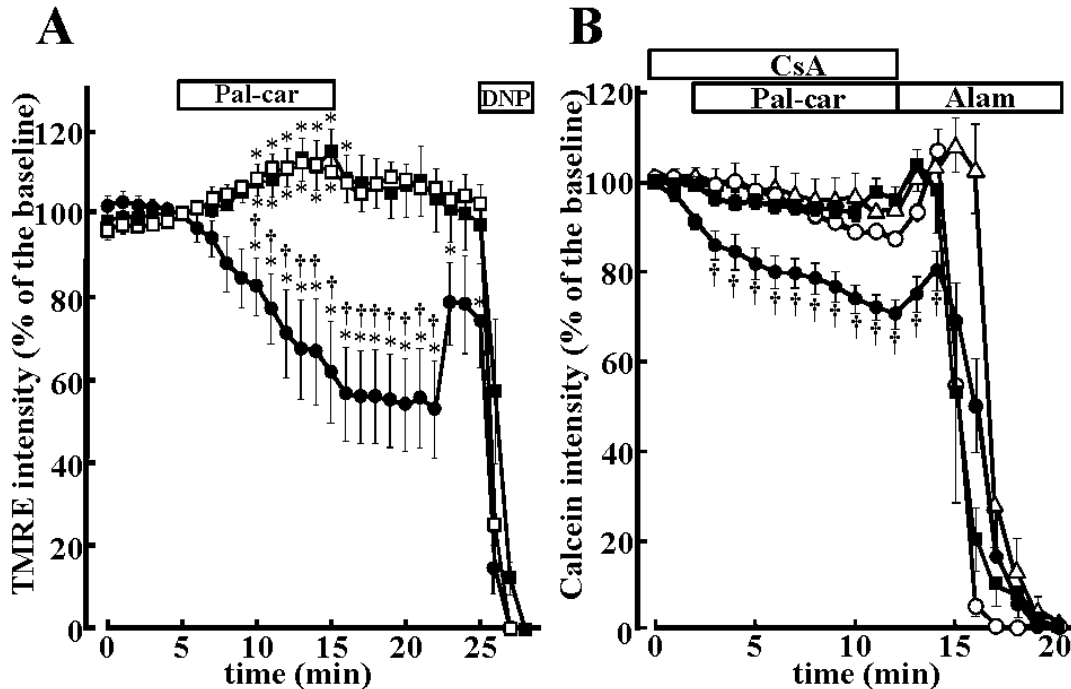 A
B
Pal-car
DNP
CsA
Pal-car
Alam
TMRE intensity (% of the baseline)
120
100
80
60
40
20
0
0 5 10 15 20 25
time (min)
Calcein intensity (% of the baseline)
120
100
80
60
40
20
0
0 5 10 15 20
time (min)